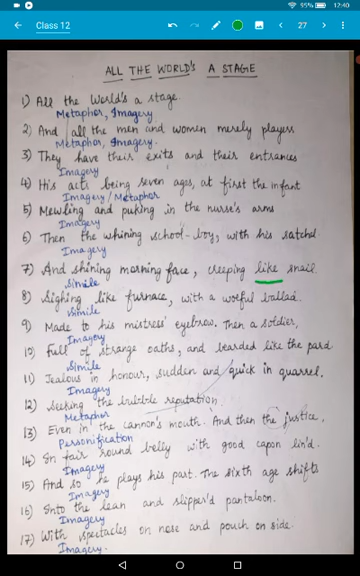 95% 12:40
Class 12
27
ALL THE WORLD'S A STAGE
1) All the World's a stage.
Metaphor, Imagery
2) And all the men and women merely players
Metaphor, Imagery.
3) They have their exits and their entrances
Imagery
4) His acts being seven ages, at first the infant
Imagery/Metaphor
5) Mewling and puking in the nurse's arms
Imagery
6) Then the whining school-boy, with his satchel
Imagery
7) And shining morning face, creeping like snail
Simile
8) Sighing like furnace, with a woeful ballad
Simile
9) Made to his mistress' eyebrow. Then a soldier,
Imagery
10) Full of strange oaths, and bearded like the pard
Simile
11) Jealous in honour, sudden and quick in quarrel,
Imagery
12) Seeking the bubble reputation
Metaphor
13) Even in the cannon's mouth. And then the justice,
Personification
14) In fair round belly with good capon lin'd.
Imagery
15) And so he plays his part. The sixth age shifts
Imagery
16) Into the lean and slipper'd pantaloon.
Imagery
17) With spectacles on nose and pouch on side.
Imagery.